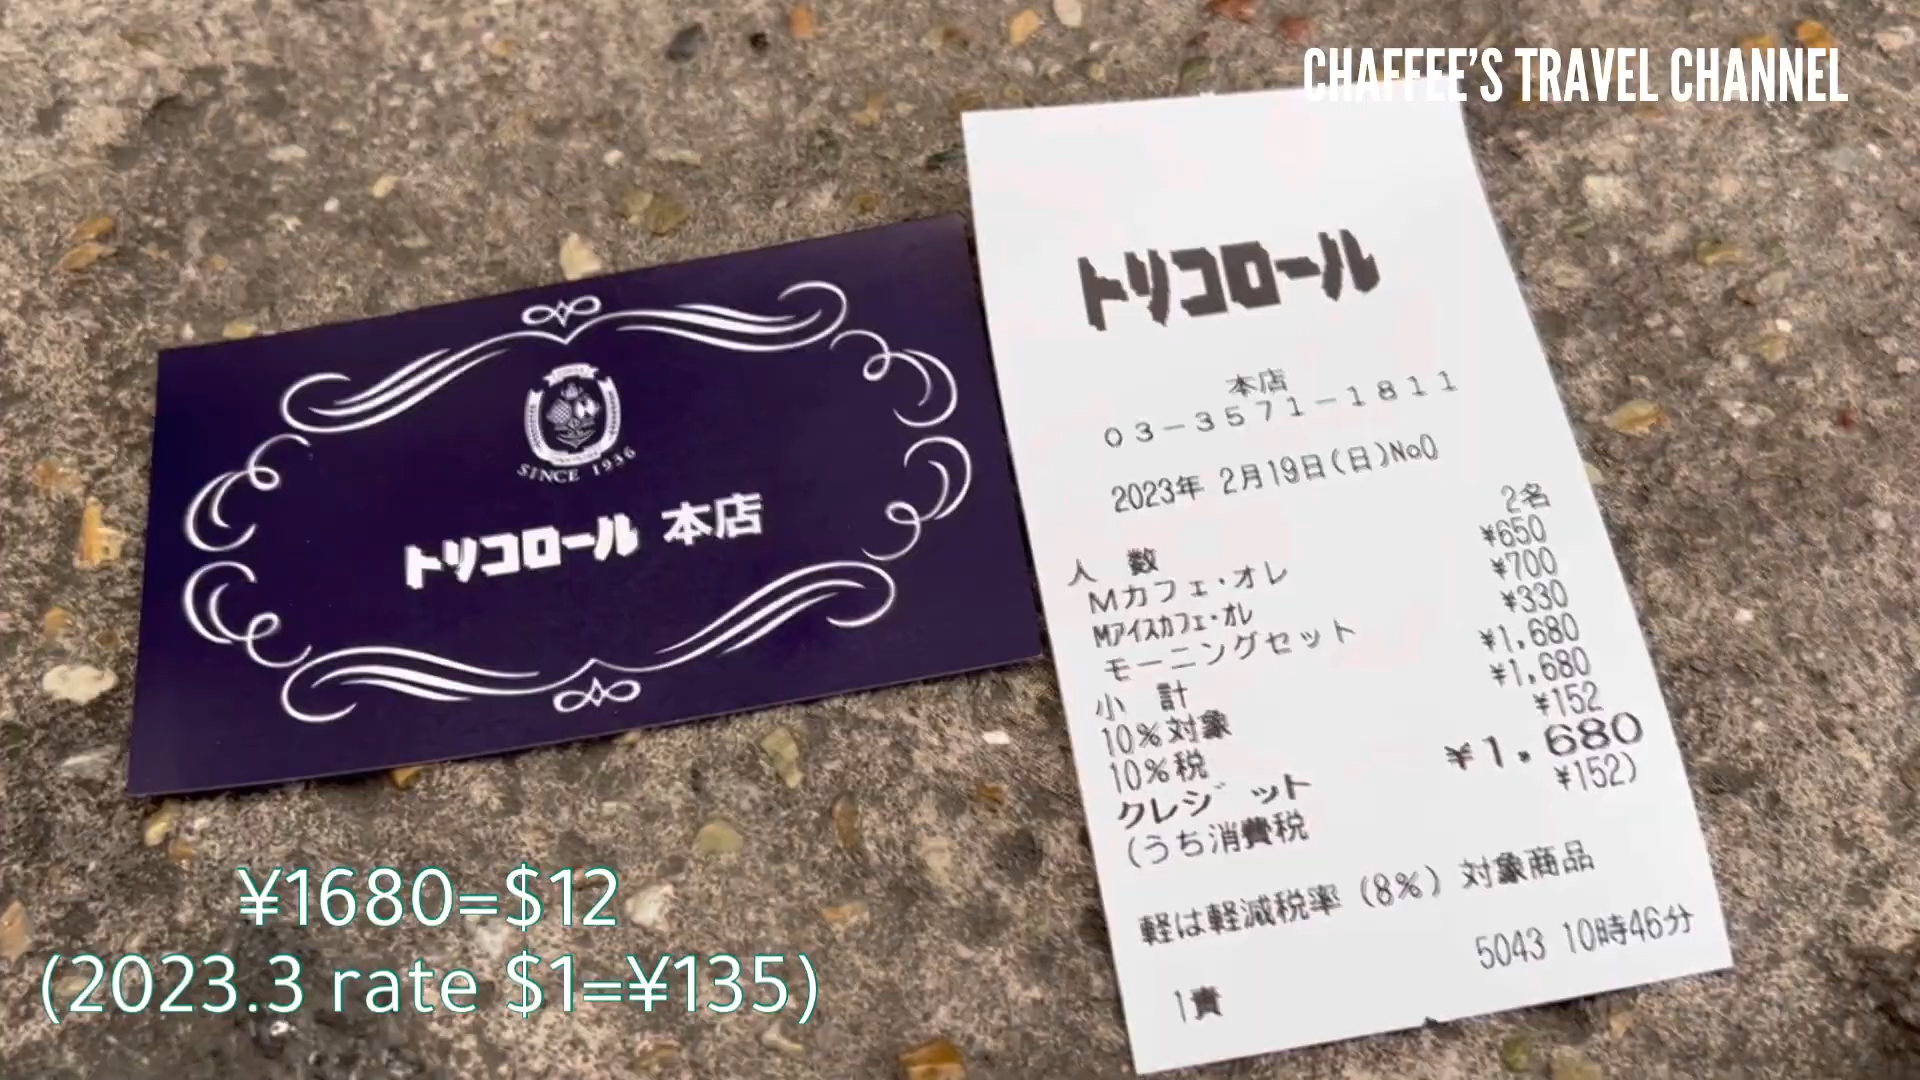 CHAFFEE'S TRAVEL CHANNEL
SINCE 1936
トリコロール 本店
トリコロール
本店
03-3571-1811
2023年 2月19日(日)No0
人 数 2名
Mカフェ・オレ ¥650
Mアイスカフェ・オレ ¥700
モーニングセット ¥330
小 計 ¥1,680
10%対象 ¥1,680
10%税 ¥152
クレジット ¥1,680
(うち消費税 ¥152)
軽は軽減税率(8%)対象商品
5043 10時46分
1責
¥1680=$12
(2023.3 rate $1=¥135)